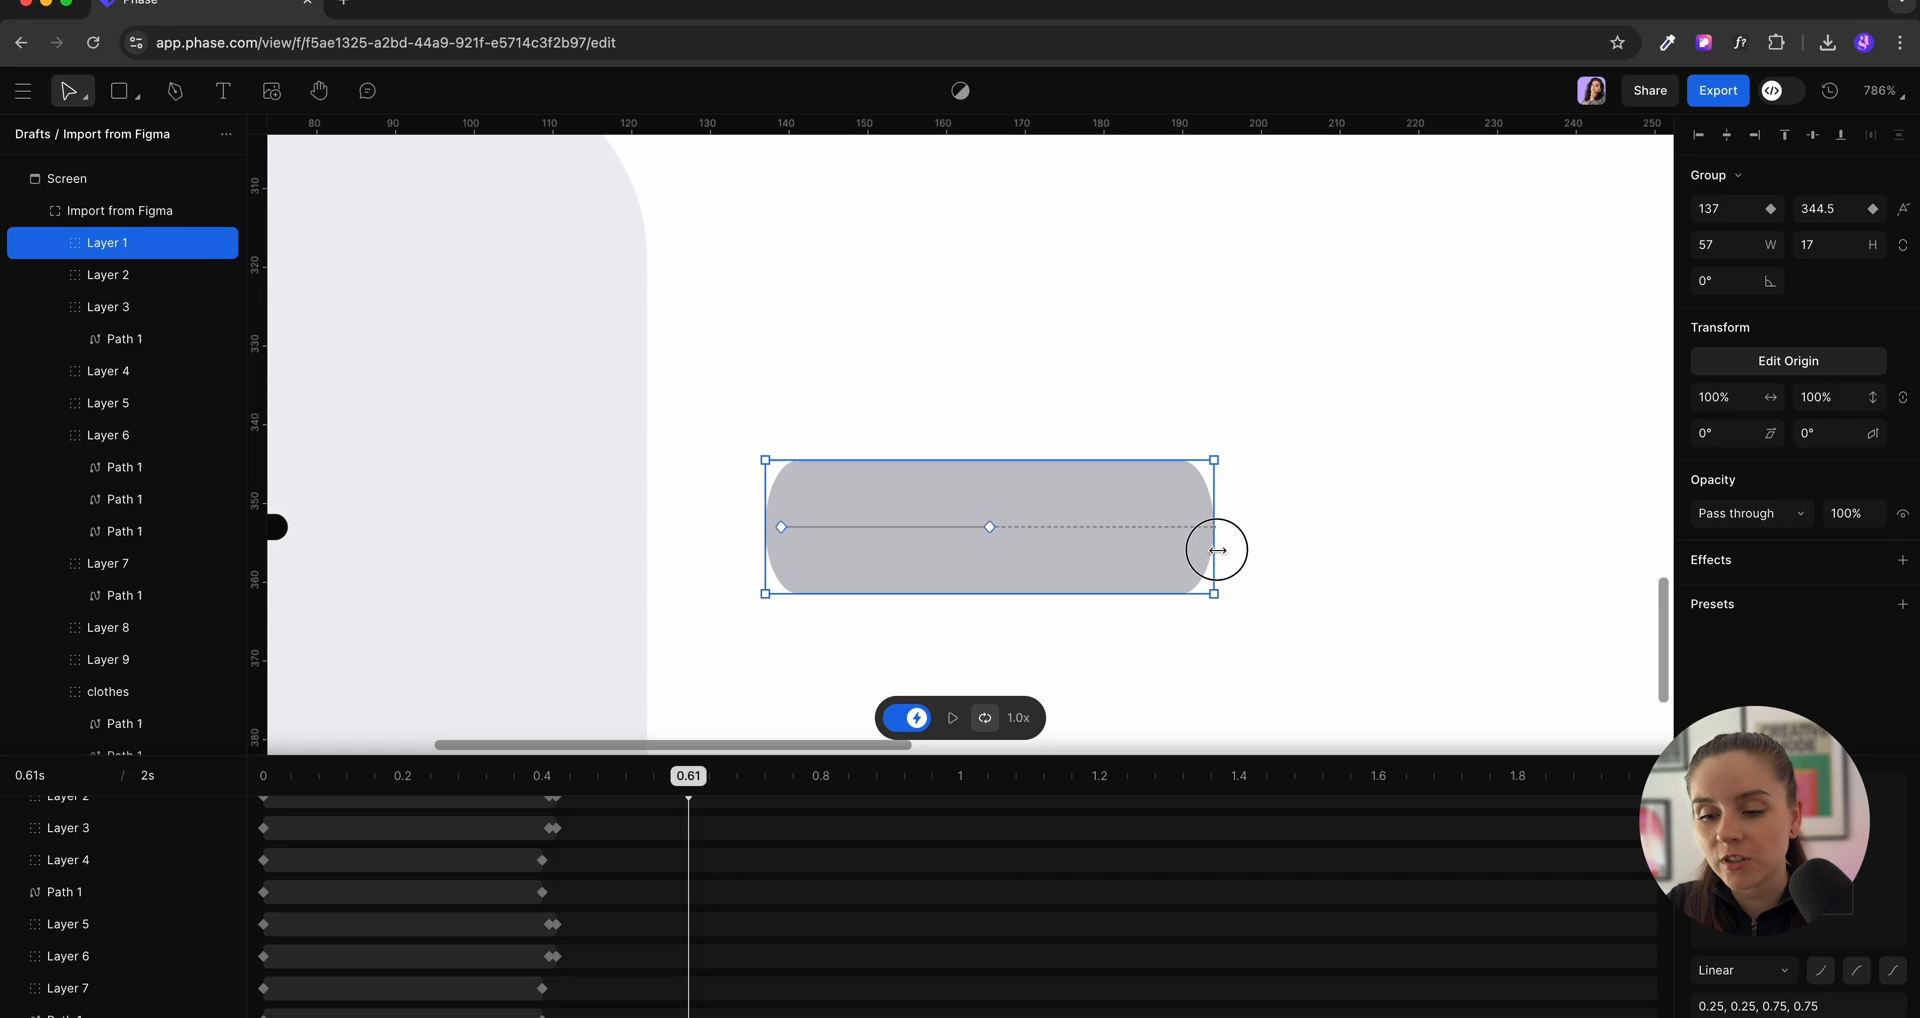 Phase
app.phase.com/view/f/f5ae1325-a2bd-44a9-921f-e5714c3f2b97/edit
f?
T
Share
Export
786%
Drafts / Import from Figma
80 90 100 110 120 130 140 150 160 170 180 190 200 210 220 230 240 250
310
320
330
340
350
360
370
380
Screen
Import from Figma
Layer 1
Layer 2
Layer 3
Path 1
Layer 4
Layer 5
Layer 6
Path 1
Path 1
Path 1
Layer 7
Path 1
Layer 8
Layer 9
clothes
Path 1
Path 1
Group
137
344.5
57 W
17 H
0°
Transform
Edit Origin
100%
100%
0°
0°
Opacity
Pass through
100%
Effects
Presets
1.0x
0.61s / 2s
0 0.2 0.4 0.61 0.8 1 1.2 1.4 1.6 1.8
Layer 2
Layer 3
Layer 4
Path 1
Layer 5
Layer 6
Layer 7
Path 1
Linear
0.25, 0.25, 0.75, 0.75